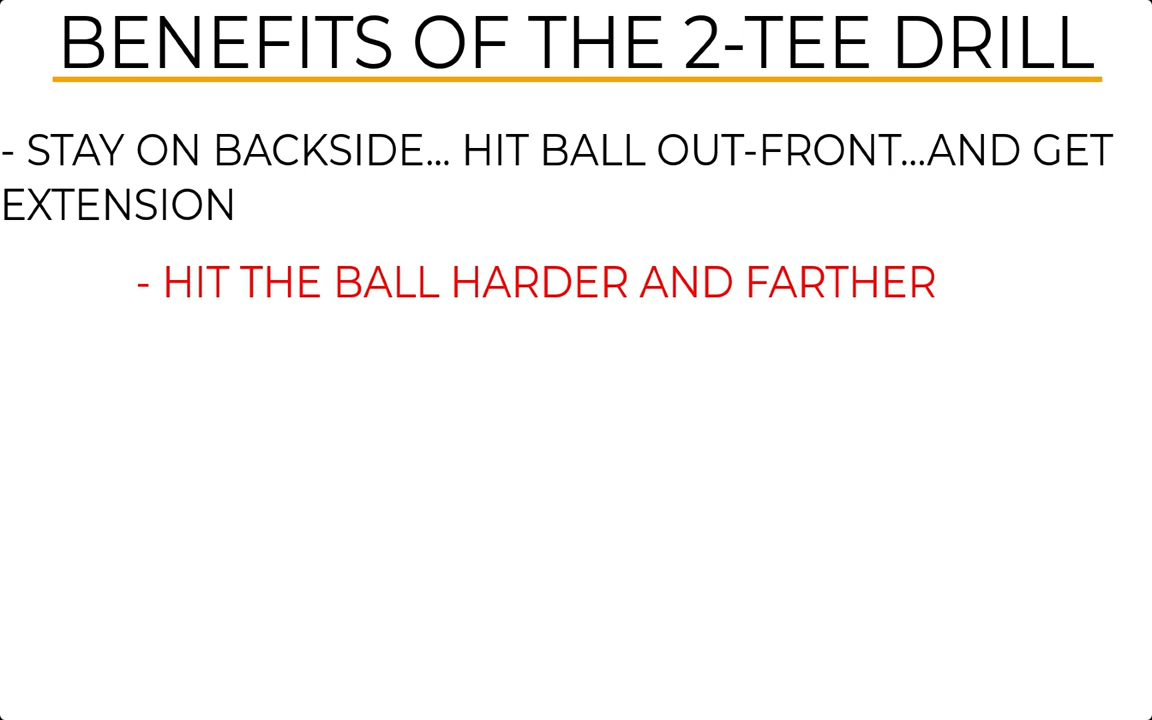 BENEFITS OF THE 2-TEE DRILL
- STAY ON BACKSIDE... HIT BALL OUT-FRONT...AND GET
EXTENSION
- HIT THE BALL HARDER AND FARTHER